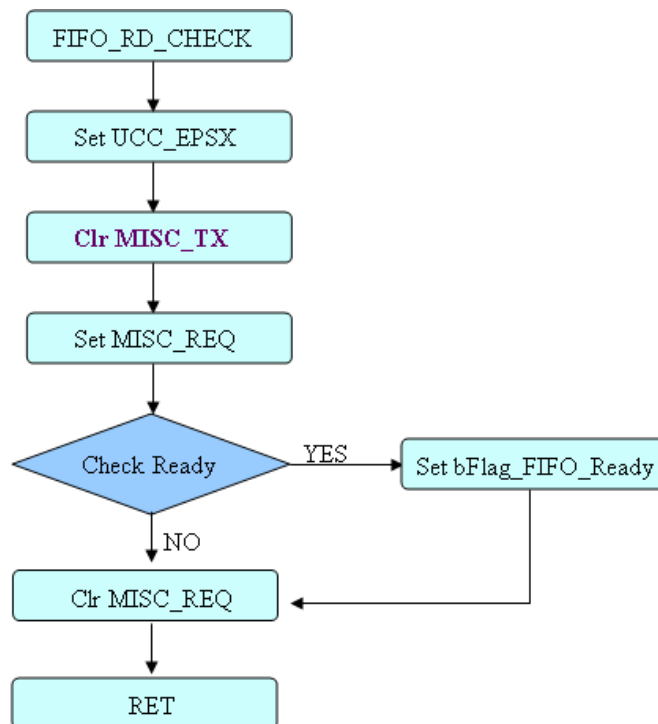 FIFO_RD_CHECK
Set UCC_EPSX
Clr MISC_TX
Set MISC_REQ
Check Ready
YES
Set bFlag_FIFO_Ready
NO
Clr MISC_REQ
RET